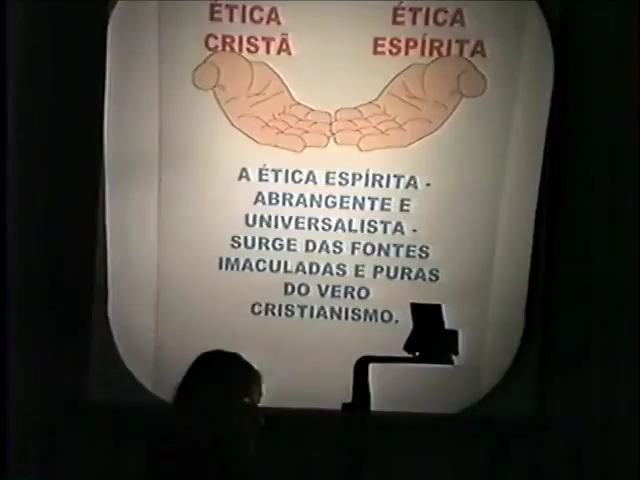 ÉTICA ÉTICA
CRISTÃ ESPÍRITA
A ÉTICA ESPÍRITA -
ABRANGENTE E
UNIVERSALISTA -
SURGE DAS FONTES
IMACULADAS E PURAS
DO VERO
CRISTIANISMO.